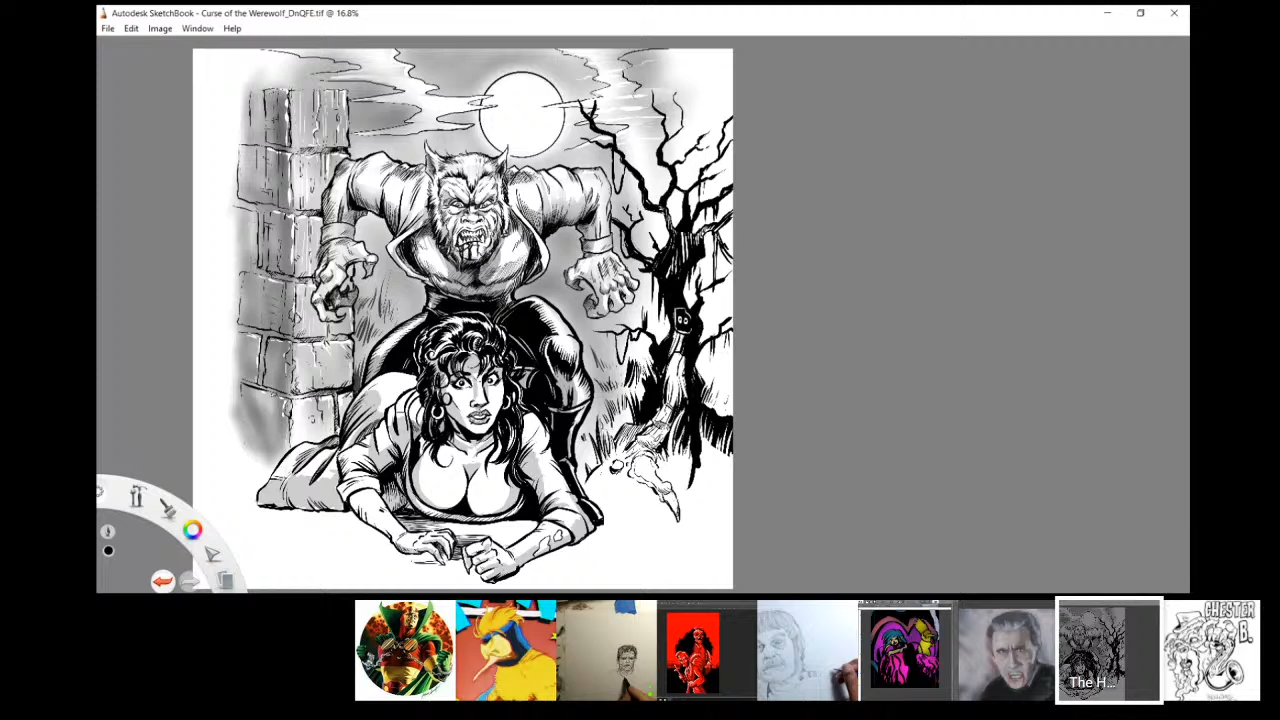 Autodesk SketchBook - Curse of the Werewolf_DnQFE.tif @ 16.8%
File Edit Image Window Help
The H...
CHESTER
B.